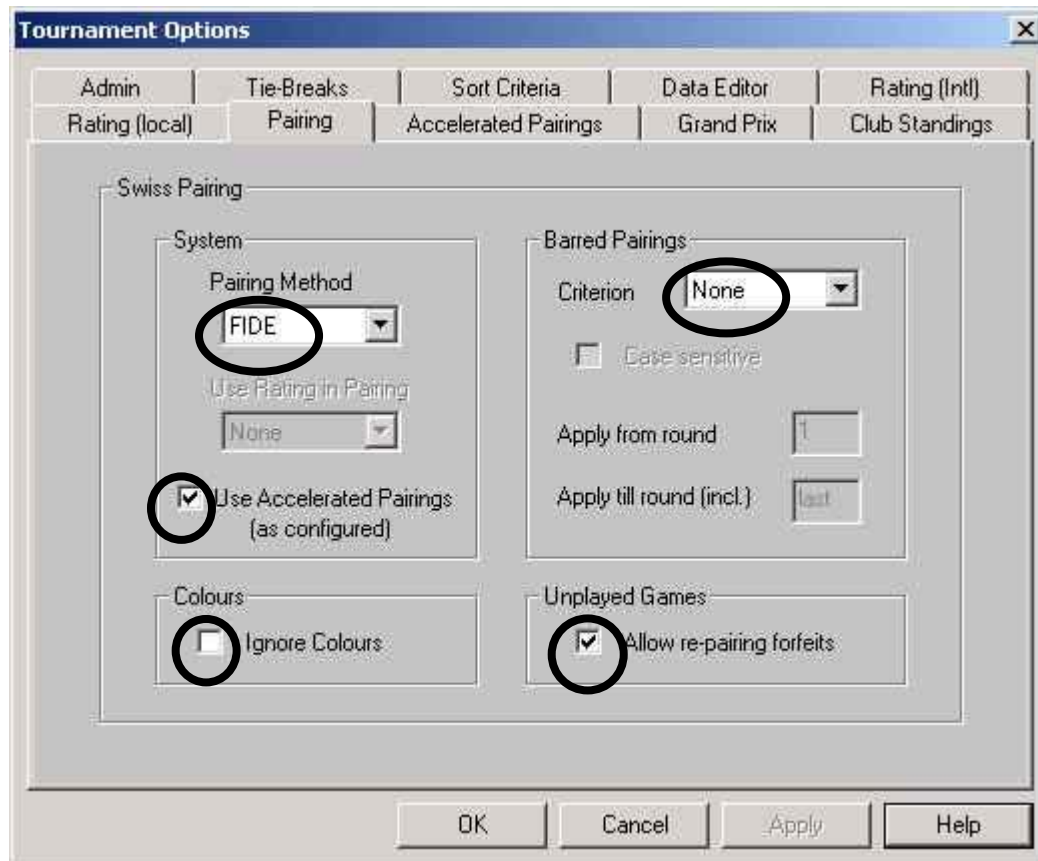 Tournament Options
Admin Tie-Breaks Sort Criteria Data Editor Rating (Intl)
Rating (local) Pairing Accelerated Pairings Grand Prix Club Standings
Swiss Pairing
System
Pairing Method
FIDE
Use Rating in Pairing
None
Use Accelerated Pairings
(as configured)
Barred Pairings
Criterion None
Case sensitive
Apply from round 1
Apply till round (incl.) last
Colours
Ignore Colours
Unplayed Games
Allow re-pairing forfeits
OK Cancel Apply Help